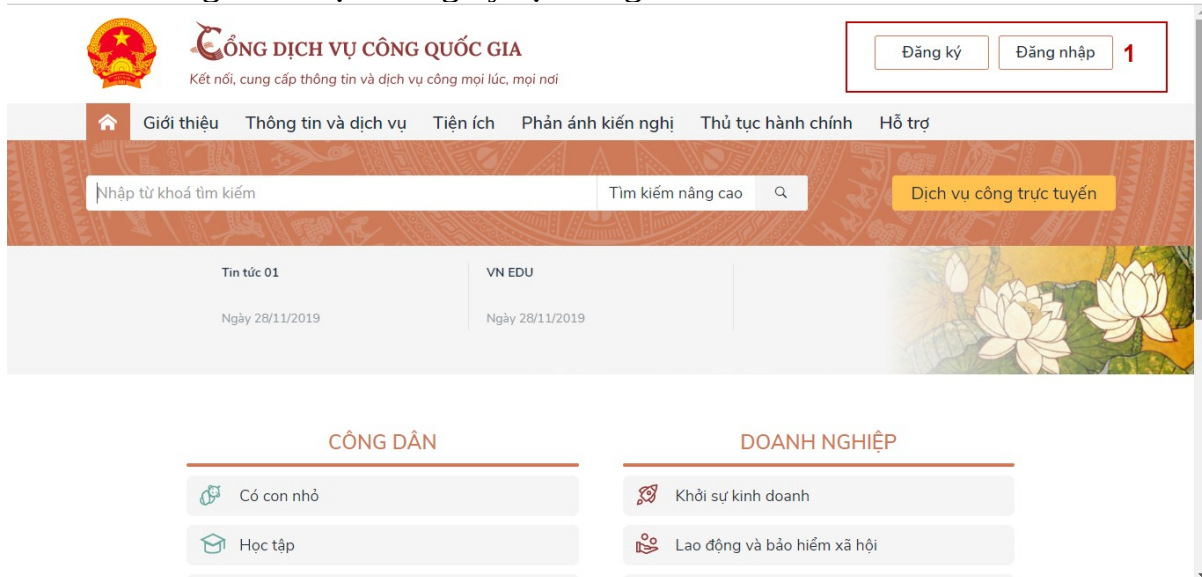 CỔNG DỊCH VỤ CÔNG QUỐC GIA
Kết nối, cung cấp thông tin và dịch vụ công mọi lúc, mọi nơi
Đăng ký Đăng nhập 1
Giới thiệu Thông tin và dịch vụ Tiện ích Phản ánh kiến nghị Thủ tục hành chính Hỗ trợ
Nhập từ khoá tìm kiếm Tìm kiếm nâng cao Dịch vụ công trực tuyến
Tin tức 01 VN EDU
Ngày 28/11/2019 Ngày 28/11/2019
CÔNG DÂN DOANH NGHIỆP
Có con nhỏ Khởi sự kinh doanh
Học tập Lao động và bảo hiểm xã hội